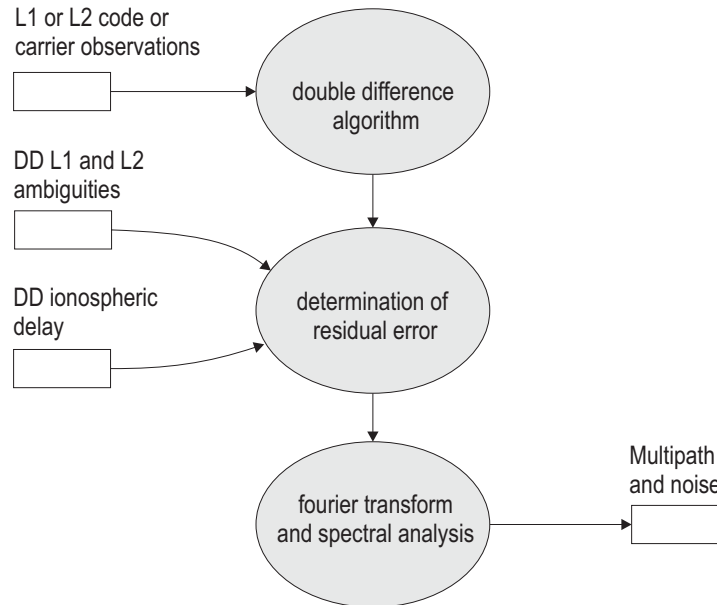 L1 or L2 code or
carrier observations
double difference
algorithm
DD L1 and L2
ambiguities
DD ionospheric
delay
determination of
residual error
fourier transform
and spectral analysis
Multipath
and noise